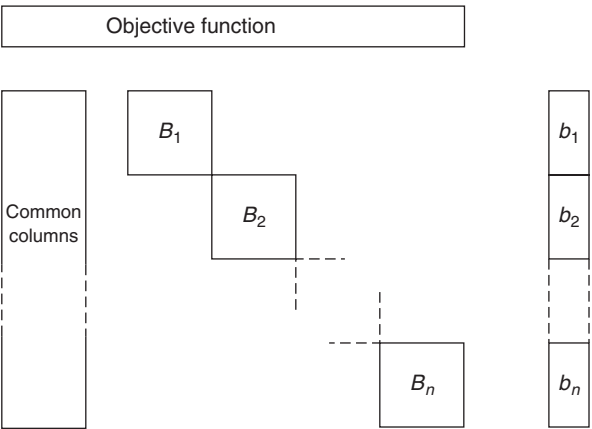 Objective function
B1
b1
Common
columns
B2
b2
Bn
bn